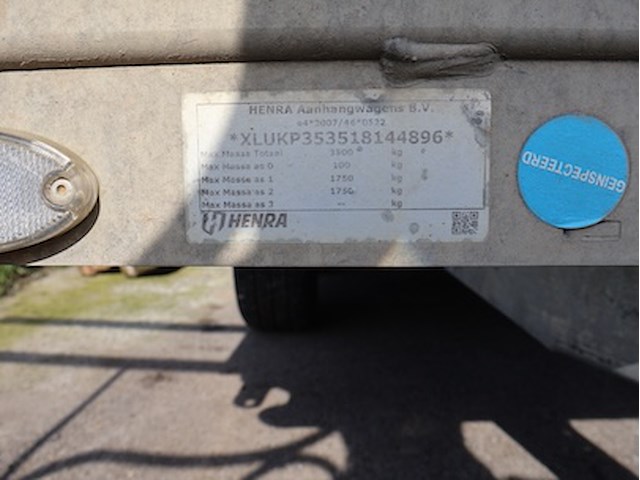 HENRA Aanhangwagens B.V.
e4*2007/46*0522
*XLUKP353518144896*
Max Massa Totaal 3500 kg
Max Massa as 0 100 kg
Max Massa as 1 1750 kg
Max Massa as 2 1750 kg
Max Massa as 3 -- kg
HENRA
GEINSPECTEERD